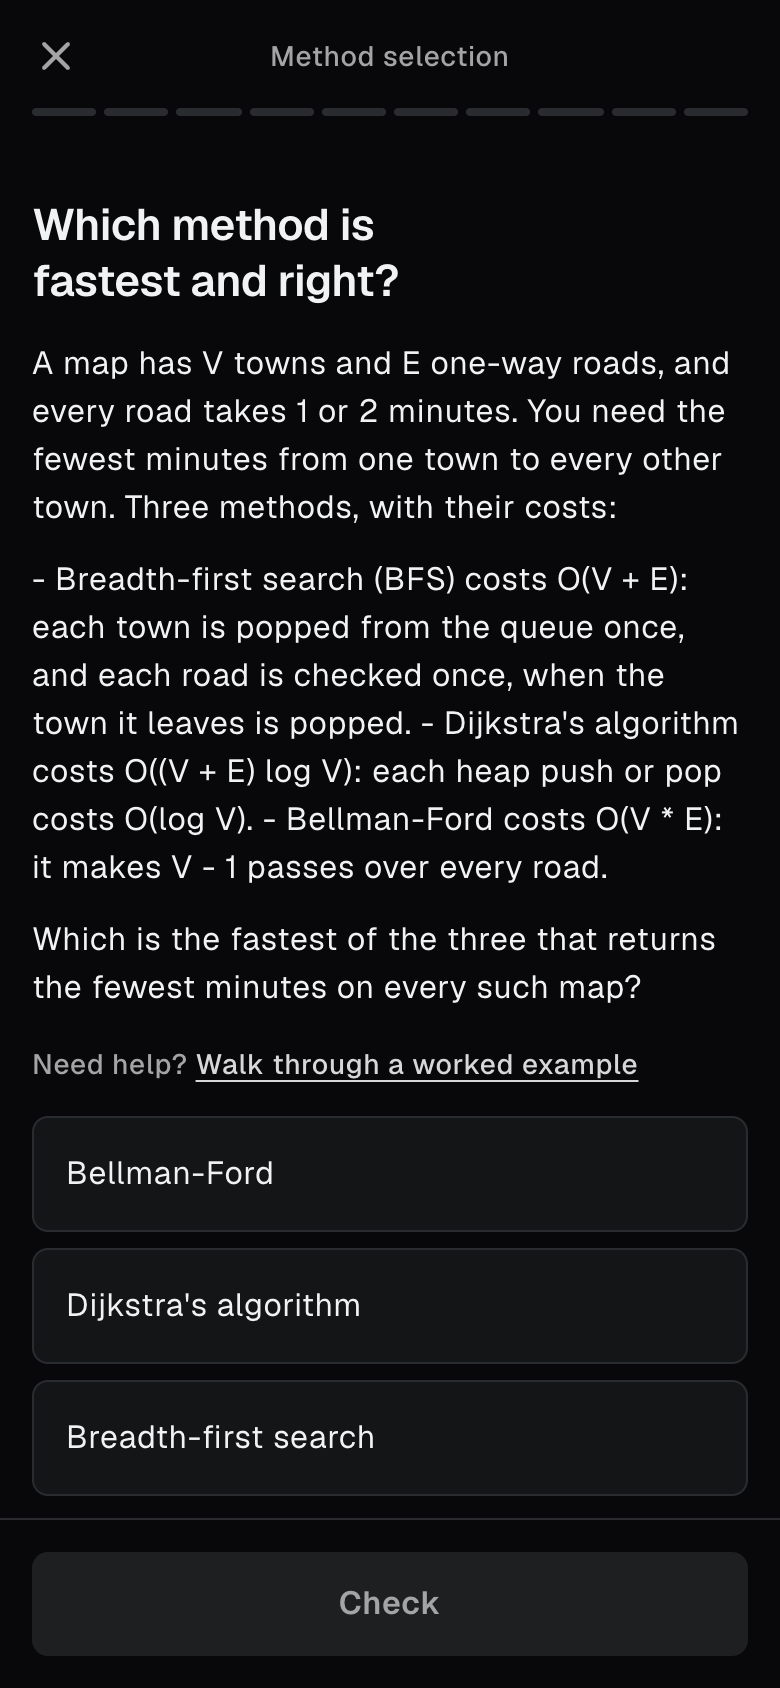 Method selection
Which method is
fastest and right?
A map has V towns and E one-way roads, and
every road takes 1 or 2 minutes. You need the
fewest minutes from one town to every other
town. Three methods, with their costs:
- Breadth-first search (BFS) costs O(V + E):
each town is popped from the queue once,
and each road is checked once, when the
town it leaves is popped. - Dijkstra's algorithm
costs O((V + E) log V): each heap push or pop
costs O(log V). - Bellman-Ford costs O(V * E):
it makes V - 1 passes over every road.
Which is the fastest of the three that returns
the fewest minutes on every such map?
Need help? Walk through a worked example
Bellman-Ford
Dijkstra's algorithm
Breadth-first search
Check